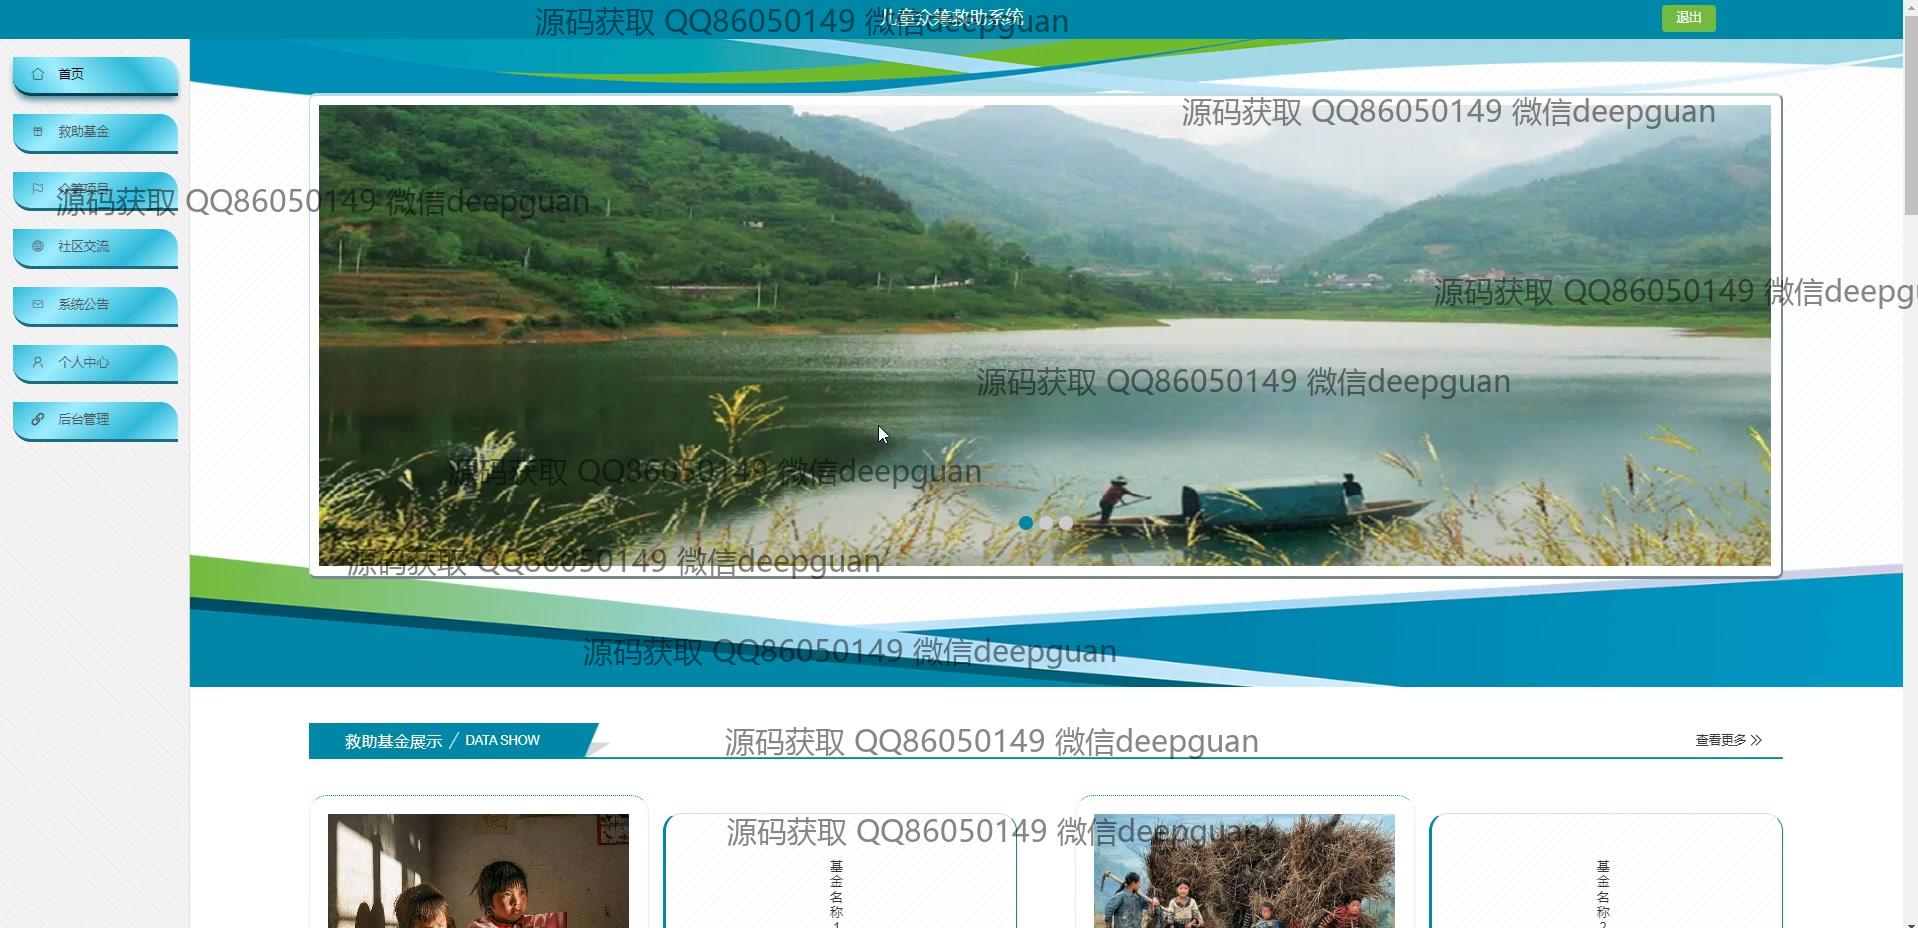 儿童众筹救助系统
源码获取 QQ86050149 微信deepguan
退出
首页
救助基金
众筹项目
社区交流
系统公告
个人中心
后台管理
源码获取 QQ86050149 微信deepguan
源码获取 QQ86050149 微信deepguan
源码获取 QQ86050149 微信deepgu
源码获取 QQ86050149 微信deepguan
源码获取 QQ86050149 微信deepguan
源码获取 QQ86050149 微信deepguan
源码获取 QQ86050149 微信deepguan
救助基金展示 / DATA SHOW
源码获取 QQ86050149 微信deepguan
查看更多
源码获取 QQ86050149 微信deepguan
基金名称1
基金名称2